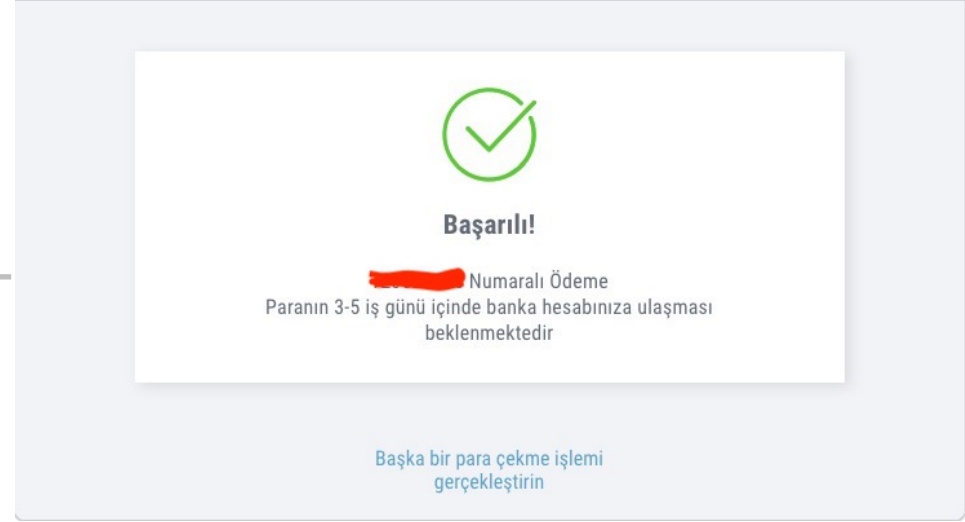 Başarılı!
Numaralı Ödeme
Paranın 3-5 iş günü içinde banka hesabınıza ulaşması
beklenmektedir
Başka bir para çekme işlemi
gerçekleştirin